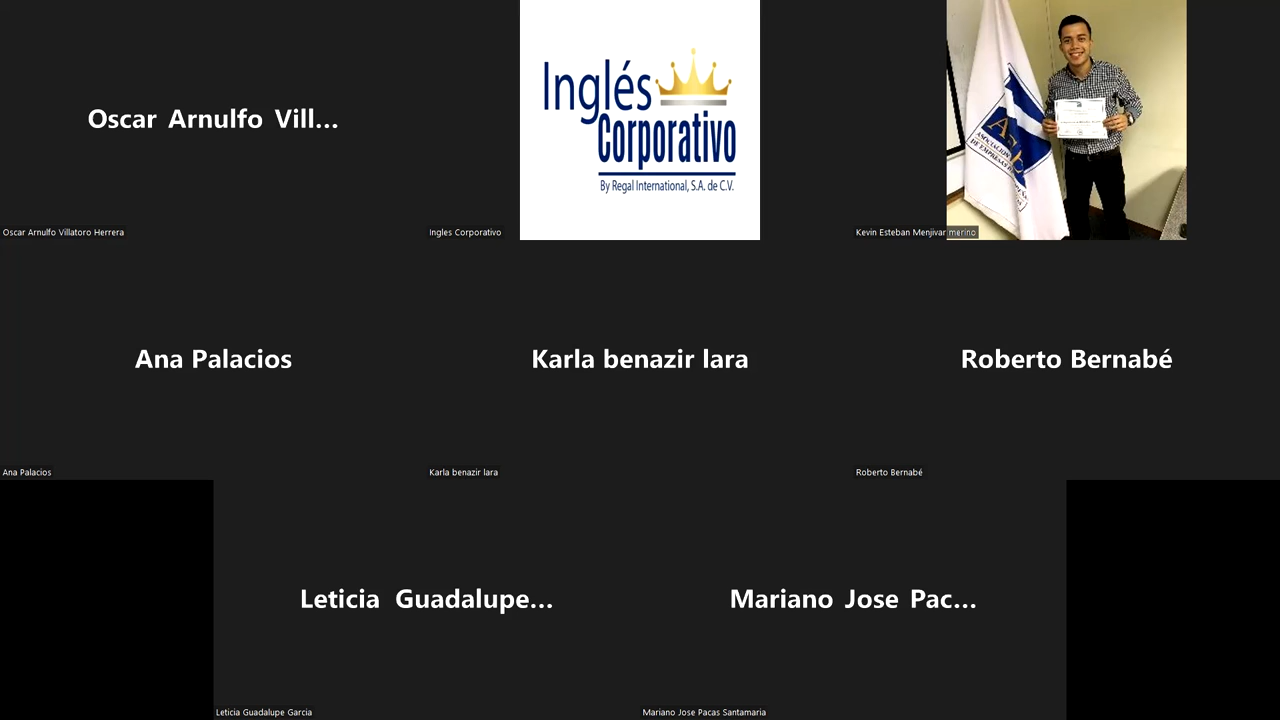 Oscar Arnulfo Vill...
Oscar Arnulfo Villatoro Herrera
Inglés
Corporativo
By Regal International, S.A. de C.V.
Ingles Corporativo
Kevin Esteban Menjivar merino
Ana Palacios
Ana Palacios
Karla benazir lara
Karla benazir lara
Roberto Bernabé
Roberto Bernabé
Leticia Guadalupe...
Leticia Guadalupe Garcia
Mariano Jose Pac...
Mariano Jose Pacas Santamaria